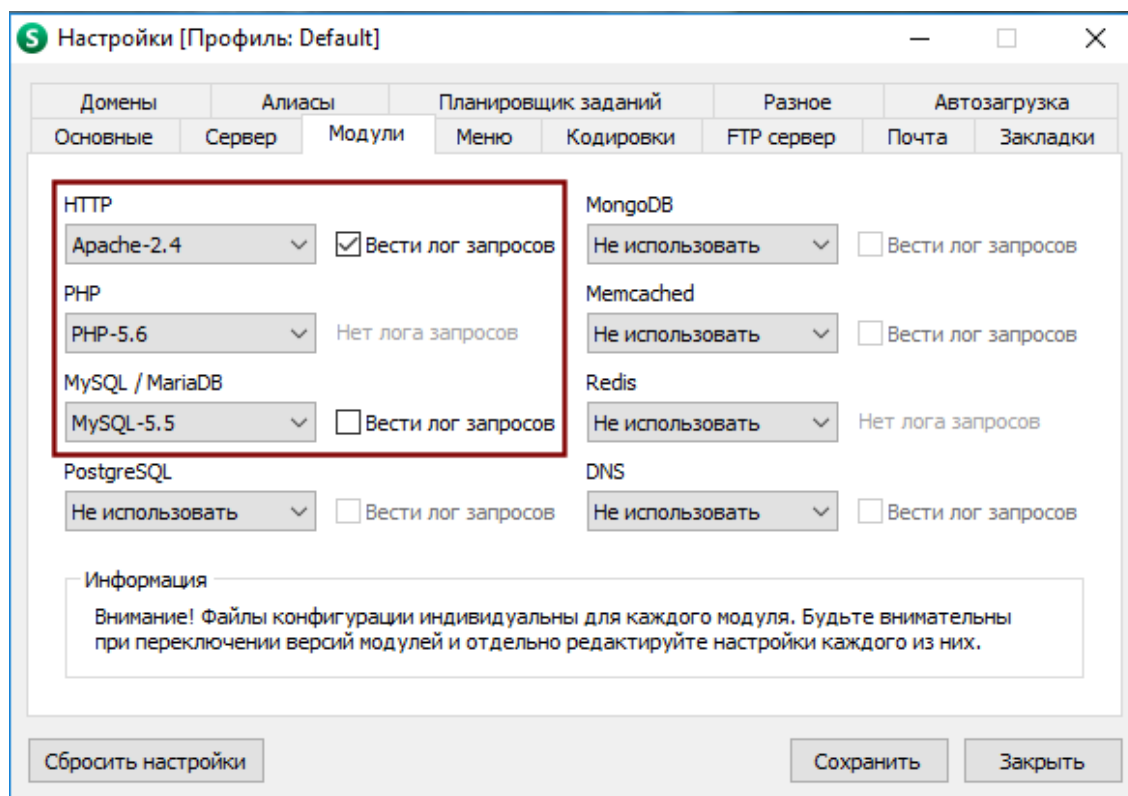 S Настройки [Профиль: Default]
Домены Алиасы Планировщик заданий Разное Автозагрузка
Основные Сервер Модули Меню Кодировки FTP сервер Почта Закладки
HTTP MongoDB
Apache-2.4 Вести лог запросов Не использовать Вести лог запросов
PHP Memcached
PHP-5.6 Нет лога запросов Не использовать Вести лог запросов
MySQL / MariaDB Redis
MySQL-5.5 Вести лог запросов Не использовать Нет лога запросов
PostgreSQL DNS
Не использовать Вести лог запросов Не использовать Вести лог запросов
Информация
Внимание! Файлы конфигурации индивидуальны для каждого модуля. Будьте внимательны
при переключении версий модулей и отдельно редактируйте настройки каждого из них.
Сбросить настройки Сохранить Закрыть